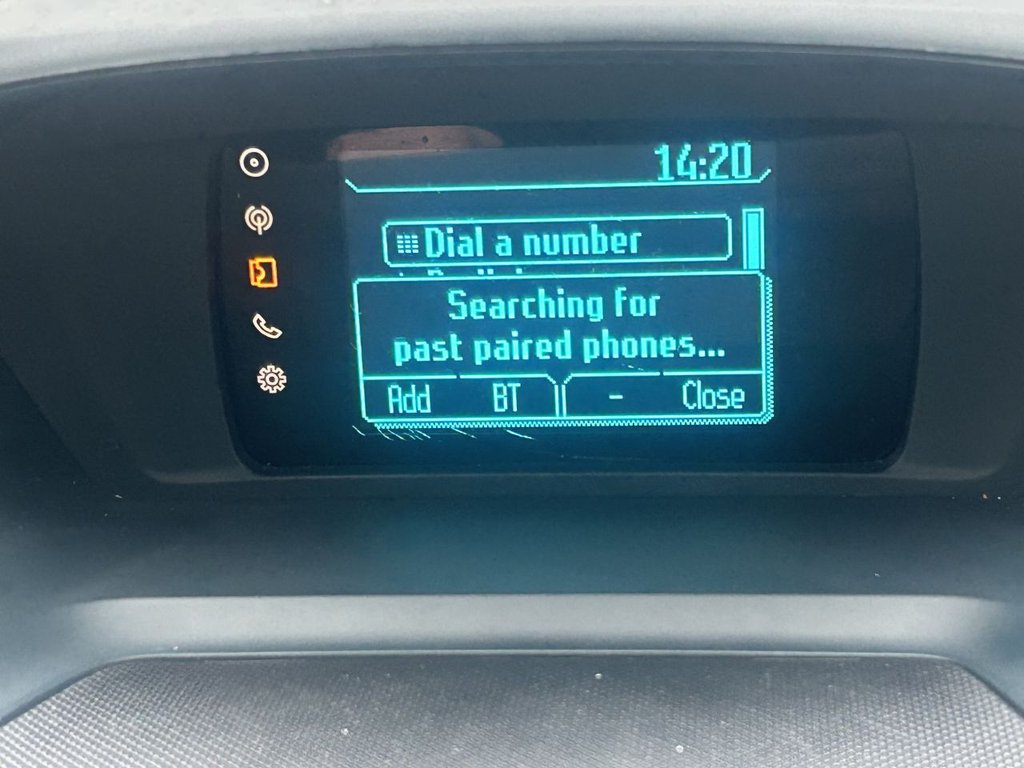 14:20
Dial a number
Searching for
past paired phones...
Add BT - Close